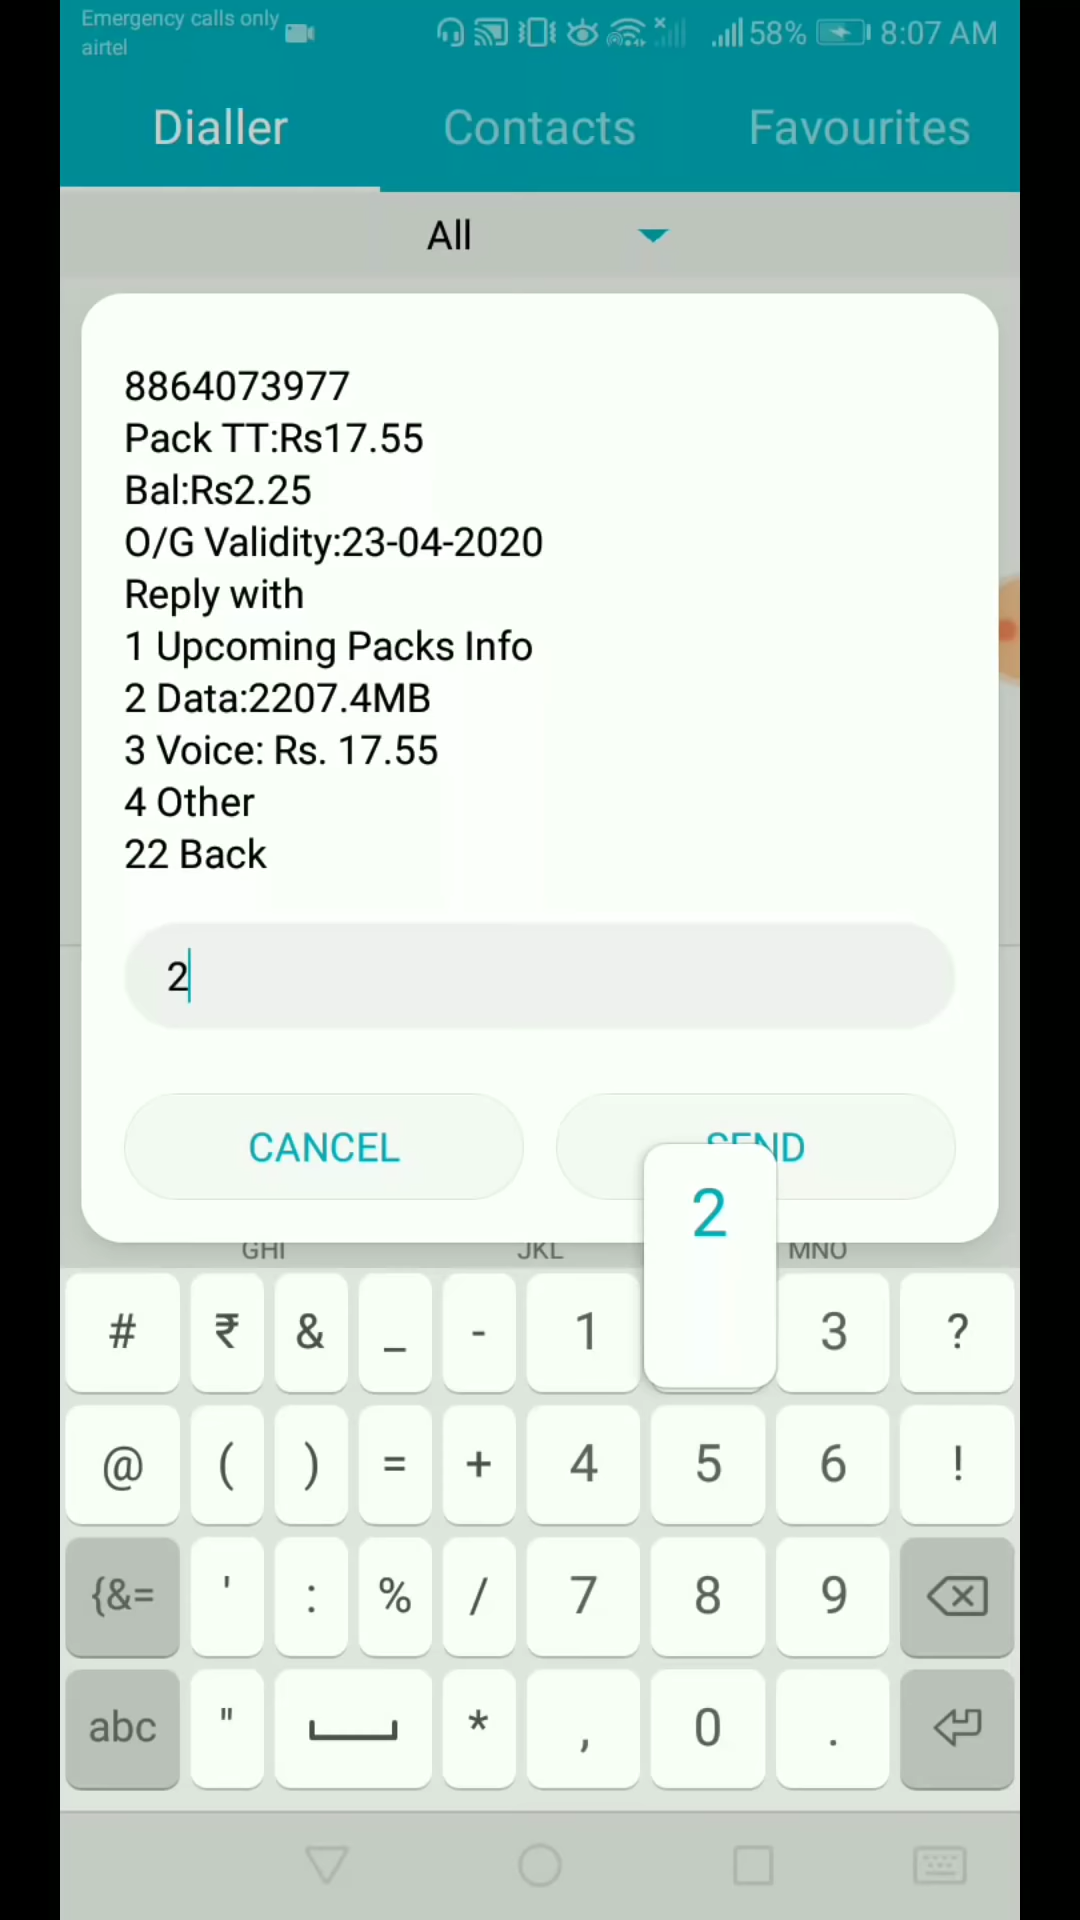 Emergency calls only
airtel
58% 8:07 AM
Dialler Contacts Favourites
All
8864073977
Pack TT:Rs17.55
Bal:Rs2.25
O/G Validity:23-04-2020
Reply with
1 Upcoming Packs Info
2 Data:2207.4MB
3 Voice: Rs. 17.55
4 Other
22 Back
2
CANCEL SEND
2
GHI JKL MNO
# ₹ & _ - 1 3 ?
@ ( ) = + 4 5 6 !
{&= ' : % / 7 8 9
abc " * , 0 .